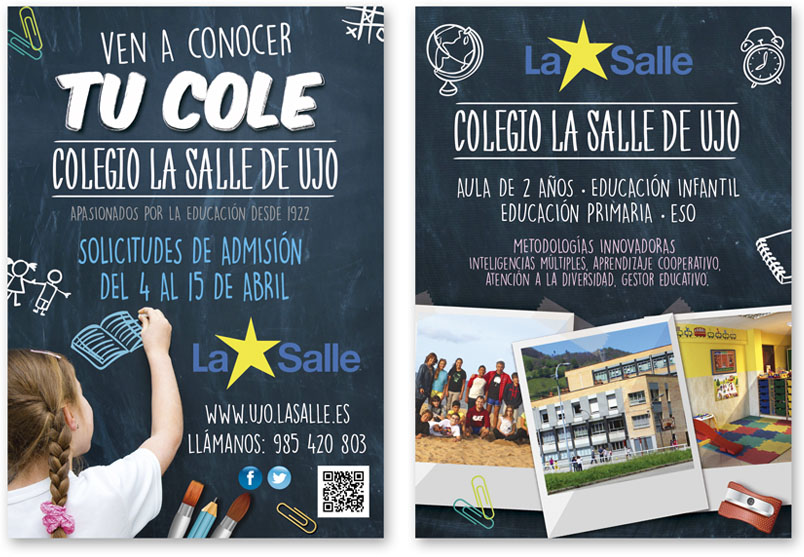 VEN A CONOCER
TU COLE
COLEGIO LA SALLE DE UJO
APASIONADOS POR LA EDUCACIÓN DESDE 1922
SOLICITUDES DE ADMISIÓN
DEL 4 AL 15 DE ABRIL
La Salle
WWW.UJO.LASALLE.ES
LLÁMANOS: 985 420 803
La Salle
COLEGIO LA SALLE DE UJO
AULA DE 2 AÑOS · EDUCACIÓN INFANTIL
EDUCACIÓN PRIMARIA · ESO
METODOLOGÍAS INNOVADORAS
INTELIGENCIAS MÚLTIPLES, APRENDIZAJE COOPERATIVO,
ATENCIÓN A LA DIVERSIDAD, GESTOR EDUCATIVO.